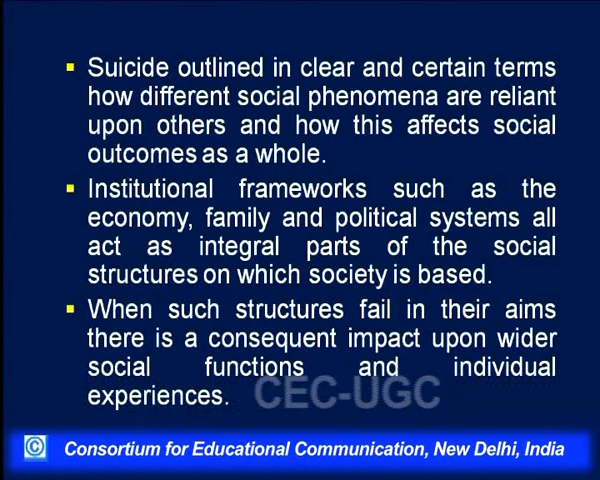 ▪ Suicide outlined in clear and certain terms
how different social phenomena are reliant
upon others and how this affects social
outcomes as a whole.
▪ Institutional frameworks such as the
economy, family and political systems all
act as integral parts of the social
structures on which society is based.
▪ When such structures fail in their aims
there is a consequent impact upon wider
social functions and individual
experiences.
CEC-UGC
© Consortium for Educational Communication, New Delhi, India